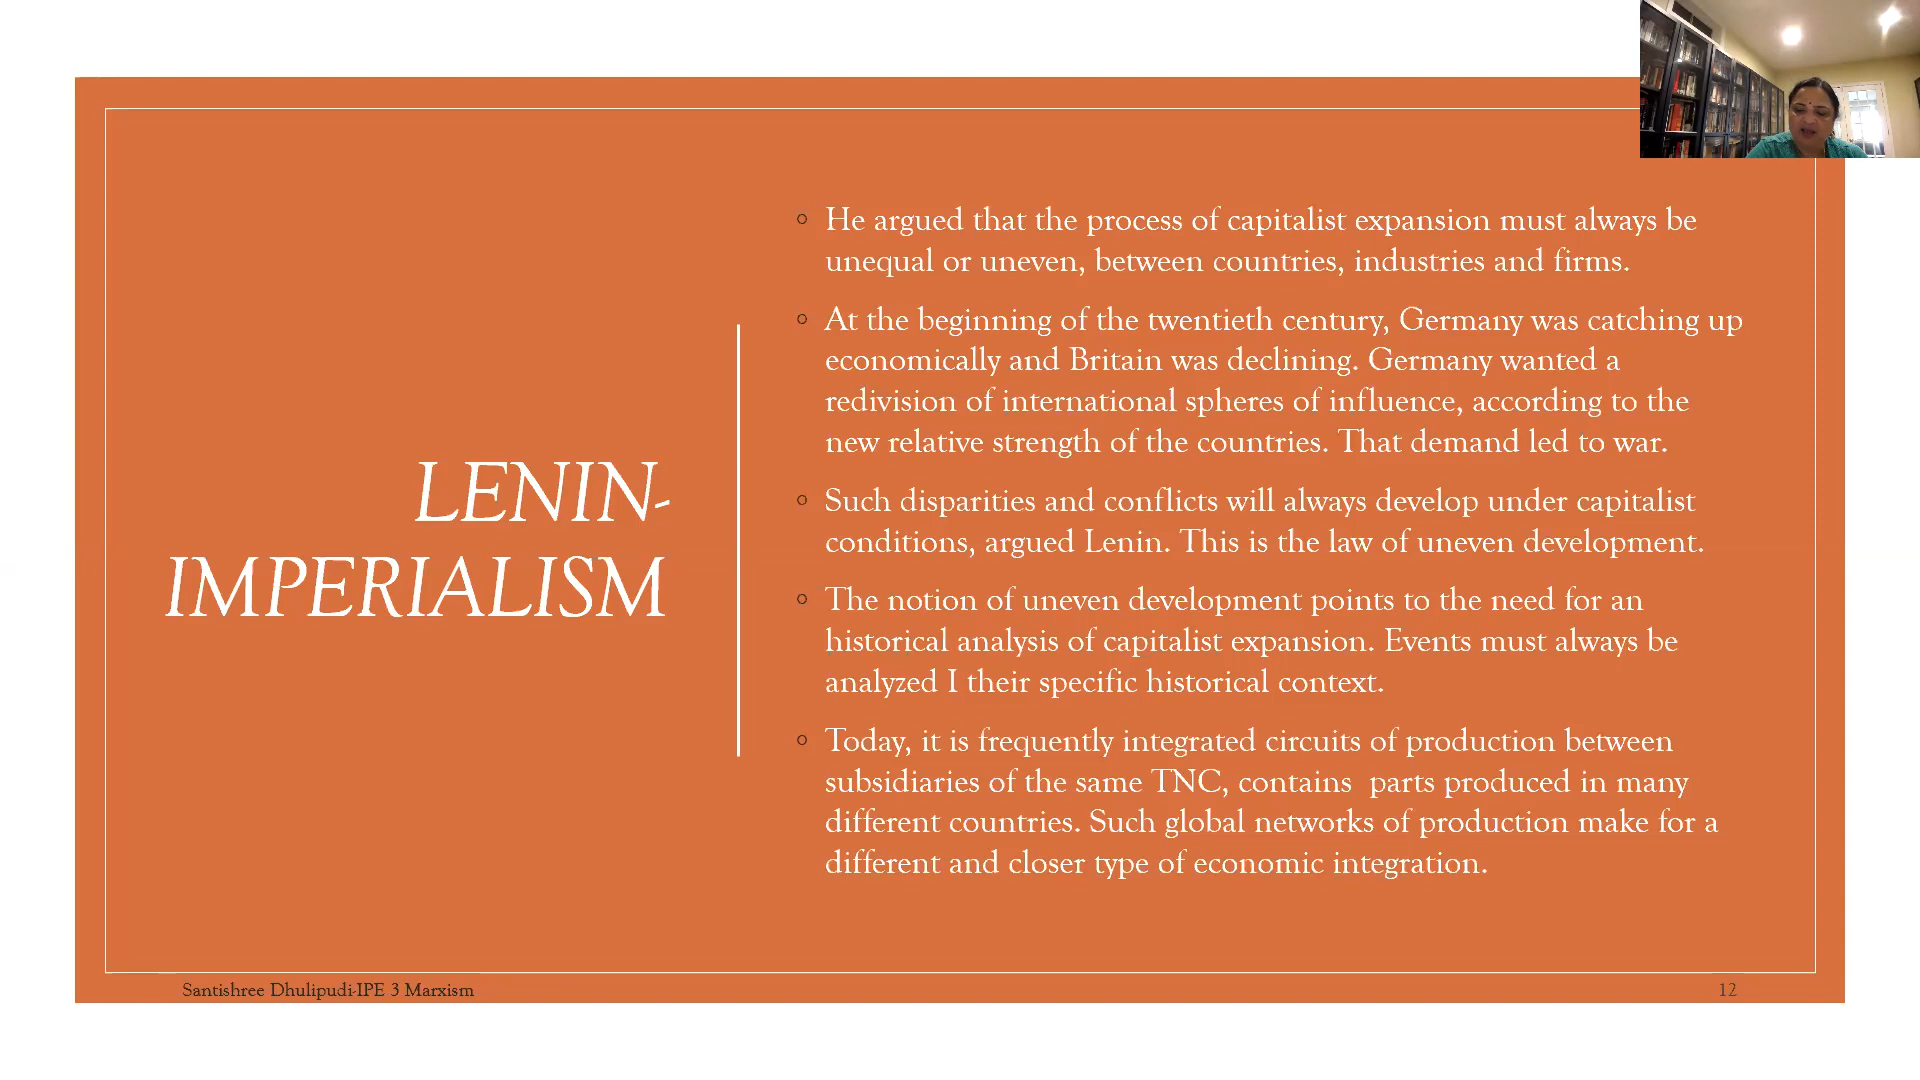 LENIN-
IMPERIALISM
He argued that the process of capitalist expansion must always be
unequal or uneven, between countries, industries and firms.
At the beginning of the twentieth century, Germany was catching up
economically and Britain was declining. Germany wanted a
redivision of international spheres of influence, according to the
new relative strength of the countries. That demand led to war.
Such disparities and conflicts will always develop under capitalist
conditions, argued Lenin. This is the law of uneven development.
The notion of uneven development points to the need for an
historical analysis of capitalist expansion. Events must always be
analyzed I their specific historical context.
Today, it is frequently integrated circuits of production between
subsidiaries of the same TNC, contains  parts produced in many
different countries. Such global networks of production make for a
different and closer type of economic integration.
Santishree Dhulipudi-IPE 3 Marxism
12